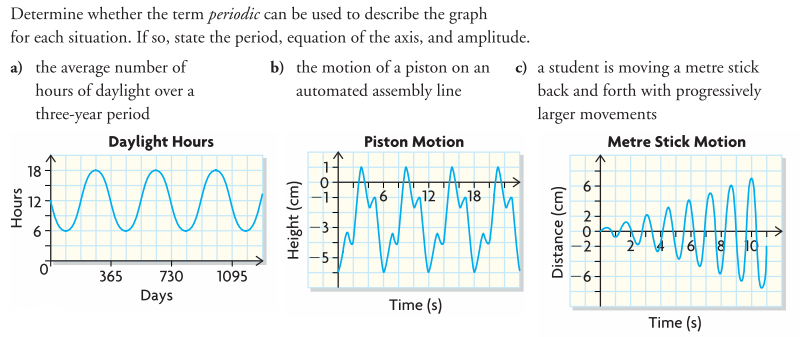 Determine whether the term periodic can be used to describe the graph
for each situation. If so, state the period, equation of the axis, and amplitude.
a) the average number of
hours of daylight over a
three-year period
b) the motion of a piston on an
automated assembly line
c) a student is moving a metre stick
back and forth with progressively
larger movements
Daylight Hours
18
12
6
0
Hours
365 730 1095
Days
Piston Motion
1
0
–1
–3
–5
Height (cm)
6 12 18
Time (s)
Metre Stick Motion
6
2
0
–2
–6
Distance (cm)
2 4 6 8 10
Time (s)